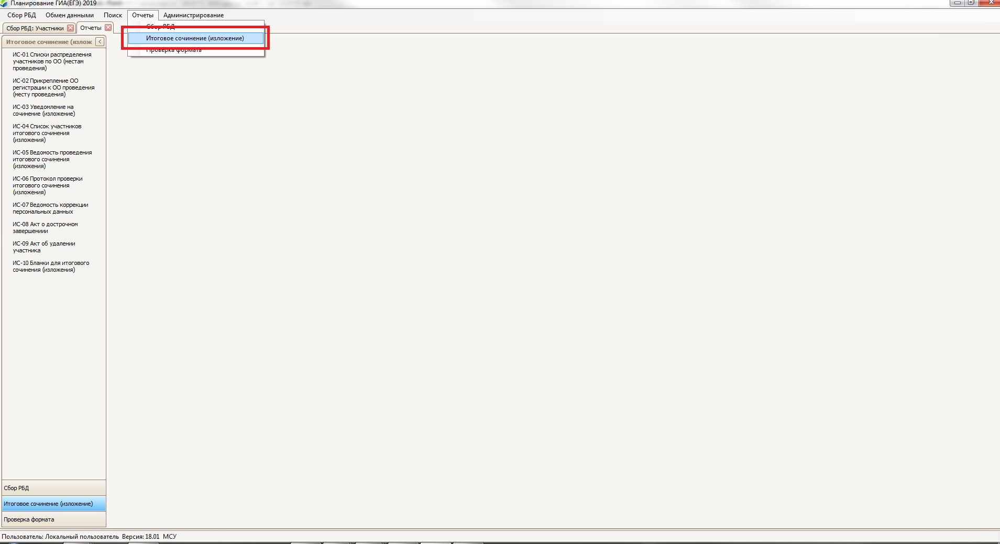 Планирование ГИА(ЕГЭ) 2019
Сбор РБД Обмен данными Поиск Отчеты Администрирование
Сбор РБД: Участники Отчеты
Сбор РБД
Итоговое сочинение (изложение)
Проверка формата
Итоговое сочинение (излож <
ИС-01 Списки распределения
участников по ОО (местам
проведения)
ИС-02 Прикрепление ОО
регистрации к ОО проведения
(месту проведения)
ИС-03 Уведомление на
сочинение (изложение)
ИС-04 Список участников
итогового сочинения
(изложения)
ИС-05 Ведомость проведения
итогового сочинения
(изложения)
ИС-06 Протокол проверки
итогового сочинения
(изложения)
ИС-07 Ведомость коррекции
персональных данных
ИС-08 Акт о дострочном
завершениии
ИС-09 Акт об удалении
участника
ИС-10 Бланки для итогового
сочинения (изложения)
Сбор РБД
Итоговое сочинение (изложение)
Проверка формата
Пользователь: Локальный пользователь Версия: 18.01 МСУ